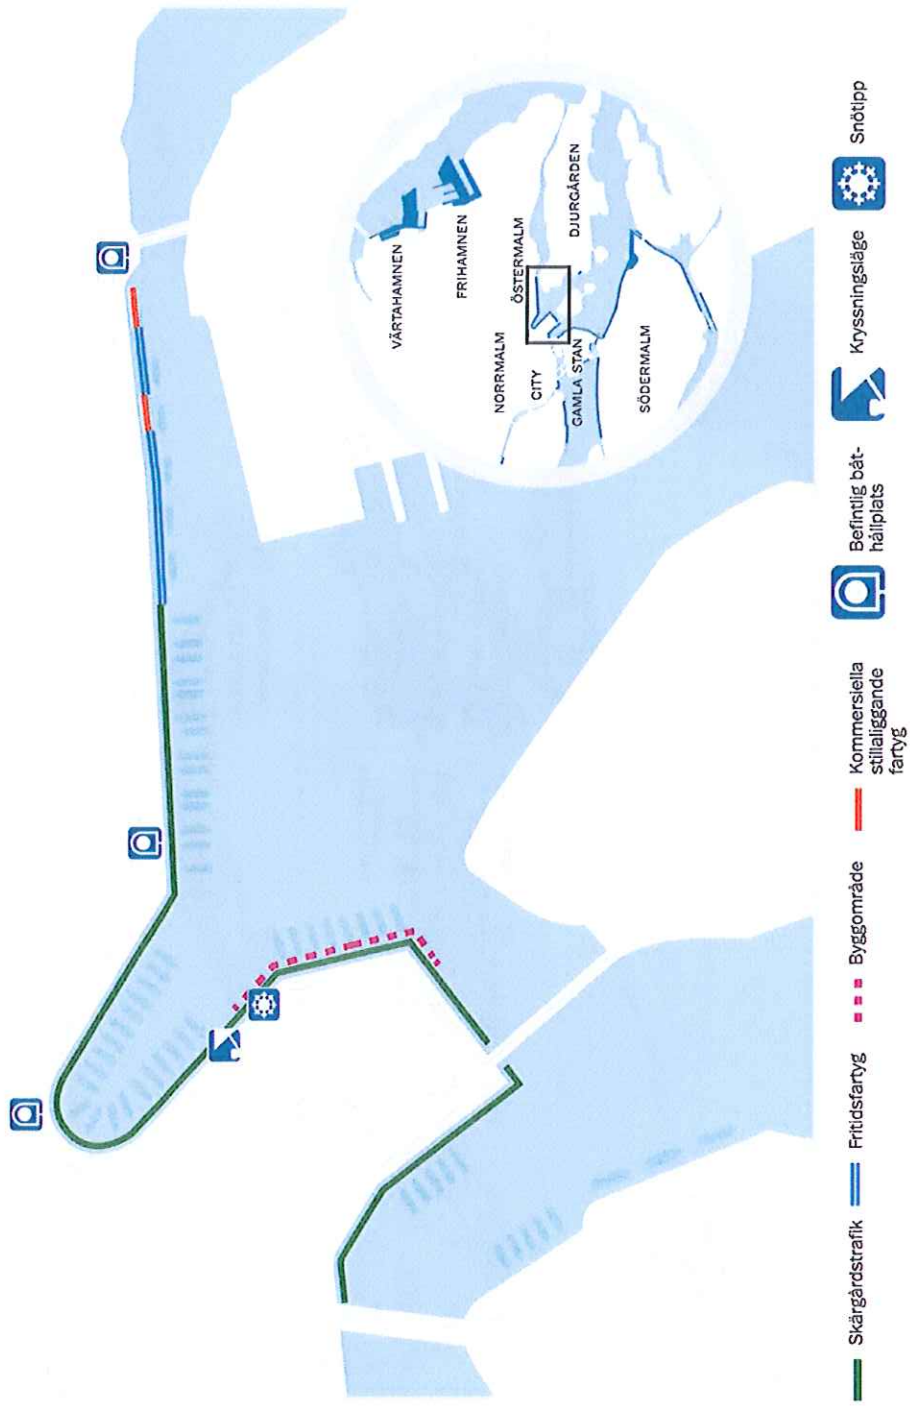 VÄRTAHAMNEN
FRIHAMNEN
NORRMALM
ÖSTERMALM
CITY
DJURGÅRDEN
GAMLA STAN
SÖDERMALM
Skärgårdstrafik
Fritidsfartyg
Byggområde
Kommersiella
stillaliggande
fartyg
Befintlig båt-
hållplats
Kryssningsläge
Snötipp